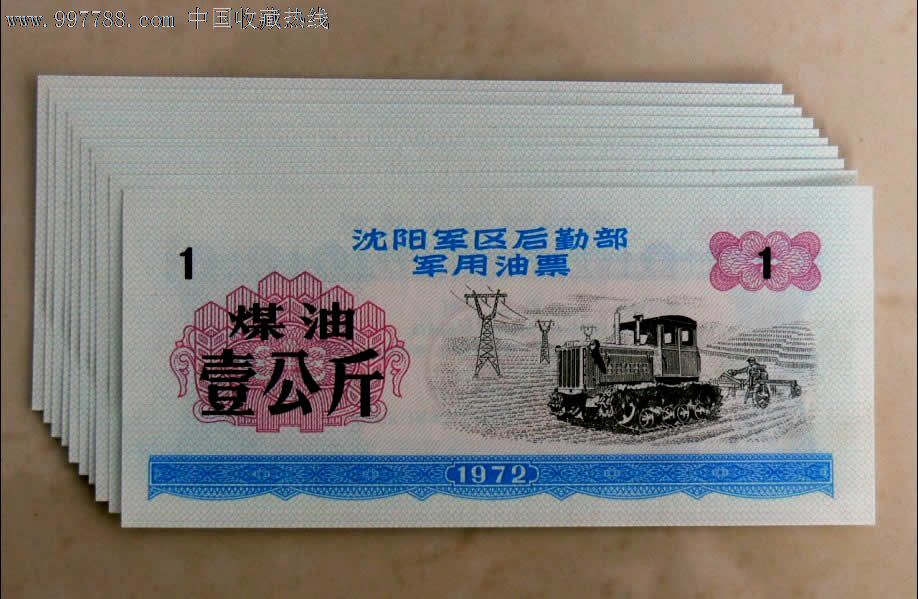 www.997788.com 中国收藏热线
沈阳军区后勤部
军用油票
1
1
煤油
壹公斤
1972